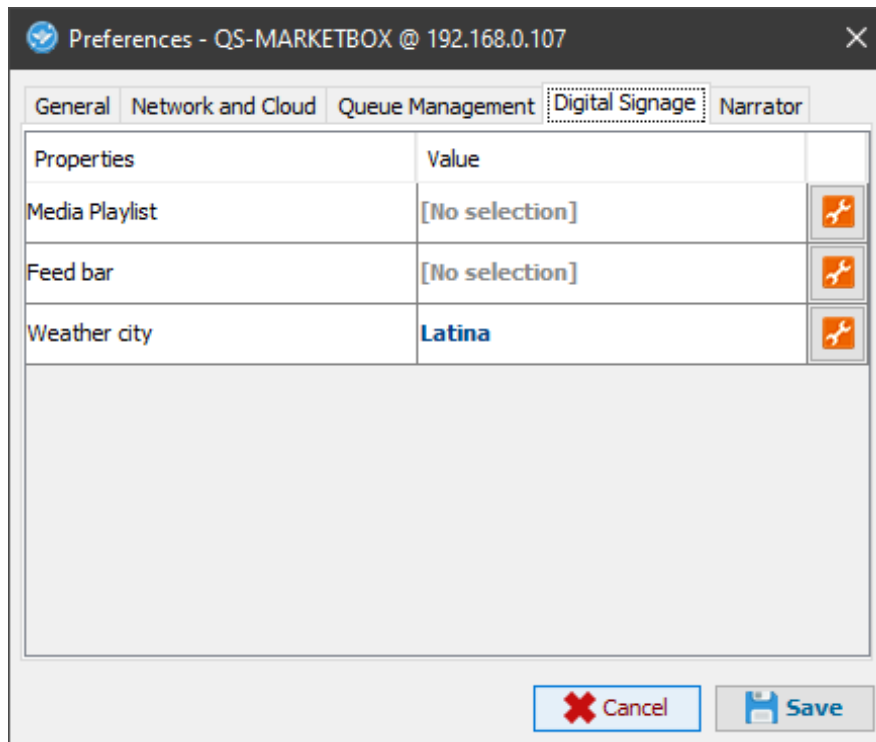 Preferences - QS-MARKETBOX @ 192.168.0.107
General Network and Cloud Queue Management Digital Signage Narrator
Properties Value
Media Playlist [No selection]
Feed bar [No selection]
Weather city Latina
Cancel Save